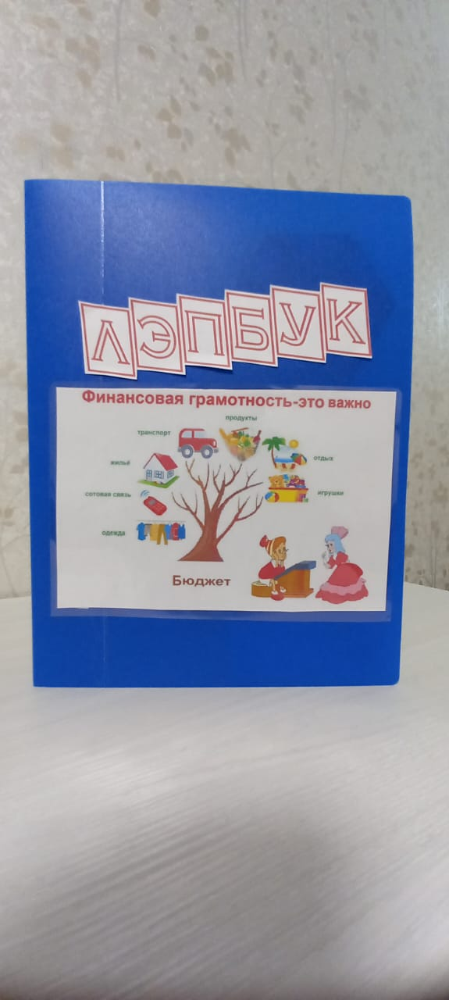 ЛЭПБУК
Финансовая грамотность-это важно
продукты
транспорт
отдых
жильё
сотовая связь
игрушки
одежда
Бюджет